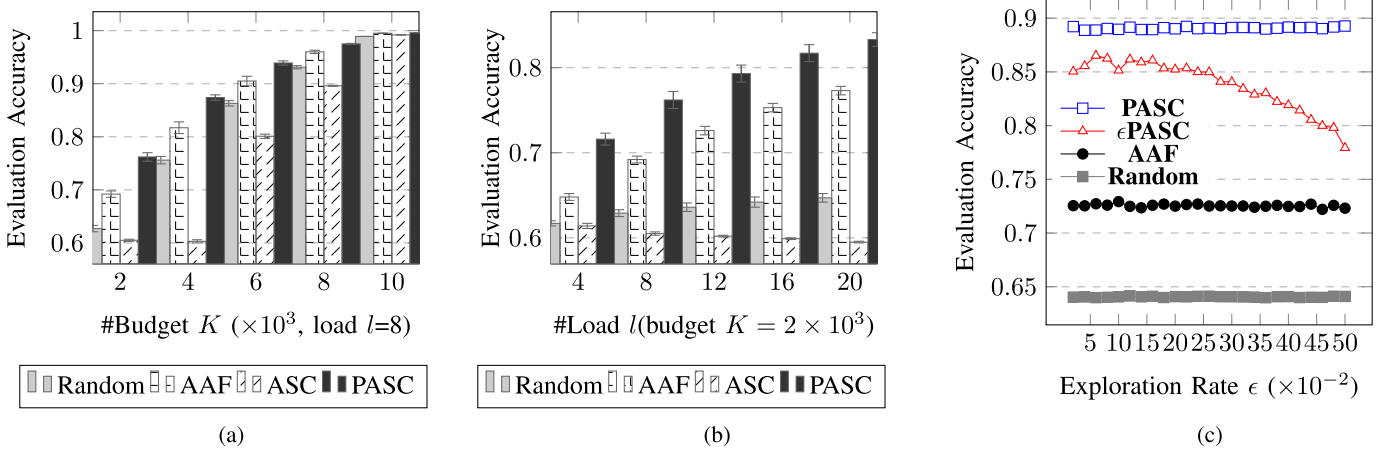 Evaluation Accuracy
1
0.9
0.8
0.7
0.6
2 4 6 8 10
#Budget K (×10³, load l=8)
Random AAF ASC PASC
(a)
Evaluation Accuracy
0.8
0.7
0.6
4 8 12 16 20
#Load l(budget K = 2 × 10³)
Random AAF ASC PASC
(b)
Evaluation Accuracy
0.9
0.85
0.8
0.75
0.7
0.65
PASC
ϵPASC
AAF
Random
5 10 15 20 25 30 35 40 45 50
Exploration Rate ϵ (×10⁻²)
(c)